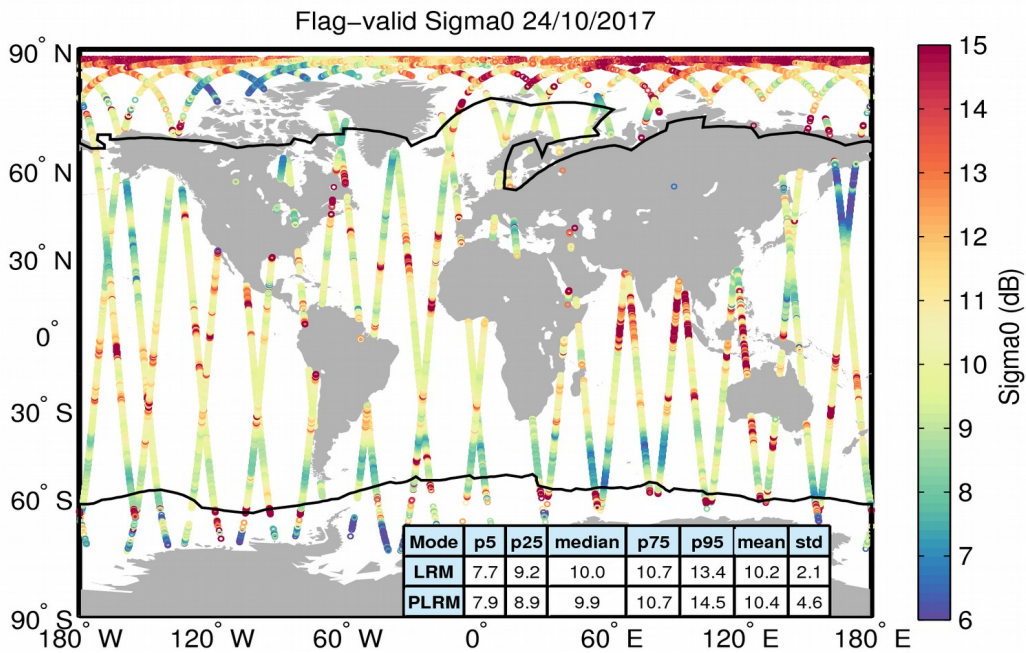 Flag-valid Sigma0 24/10/2017
90° N
60° N
30° N
0°
30° S
60° S
90° S
180° W
120° W
60° W
0°
60° E
120° E
180° E
15
14
13
12
11
10
9
8
7
6
Sigma0 (dB)
Mode p5 p25 median p75 p95 mean std
LRM 7.7 9.2 10.0 10.7 13.4 10.2 2.1
PLRM 7.9 8.9 9.9 10.7 14.5 10.4 4.6